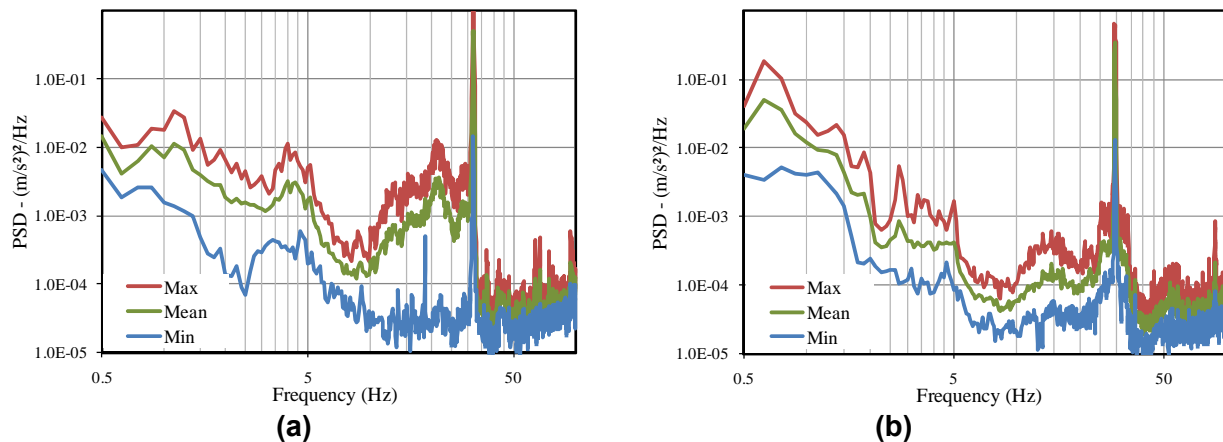 PSD - (m/s²)²/Hz
1.0E-01
1.0E-02
1.0E-03
1.0E-04
1.0E-05
Max
Mean
Min
0.5
5
50
Frequency (Hz)
(a)
PSD - (m/s²)²/Hz
1.0E-01
1.0E-02
1.0E-03
1.0E-04
1.0E-05
Max
Mean
Min
0.5
5
50
Frequency (Hz)
(b)